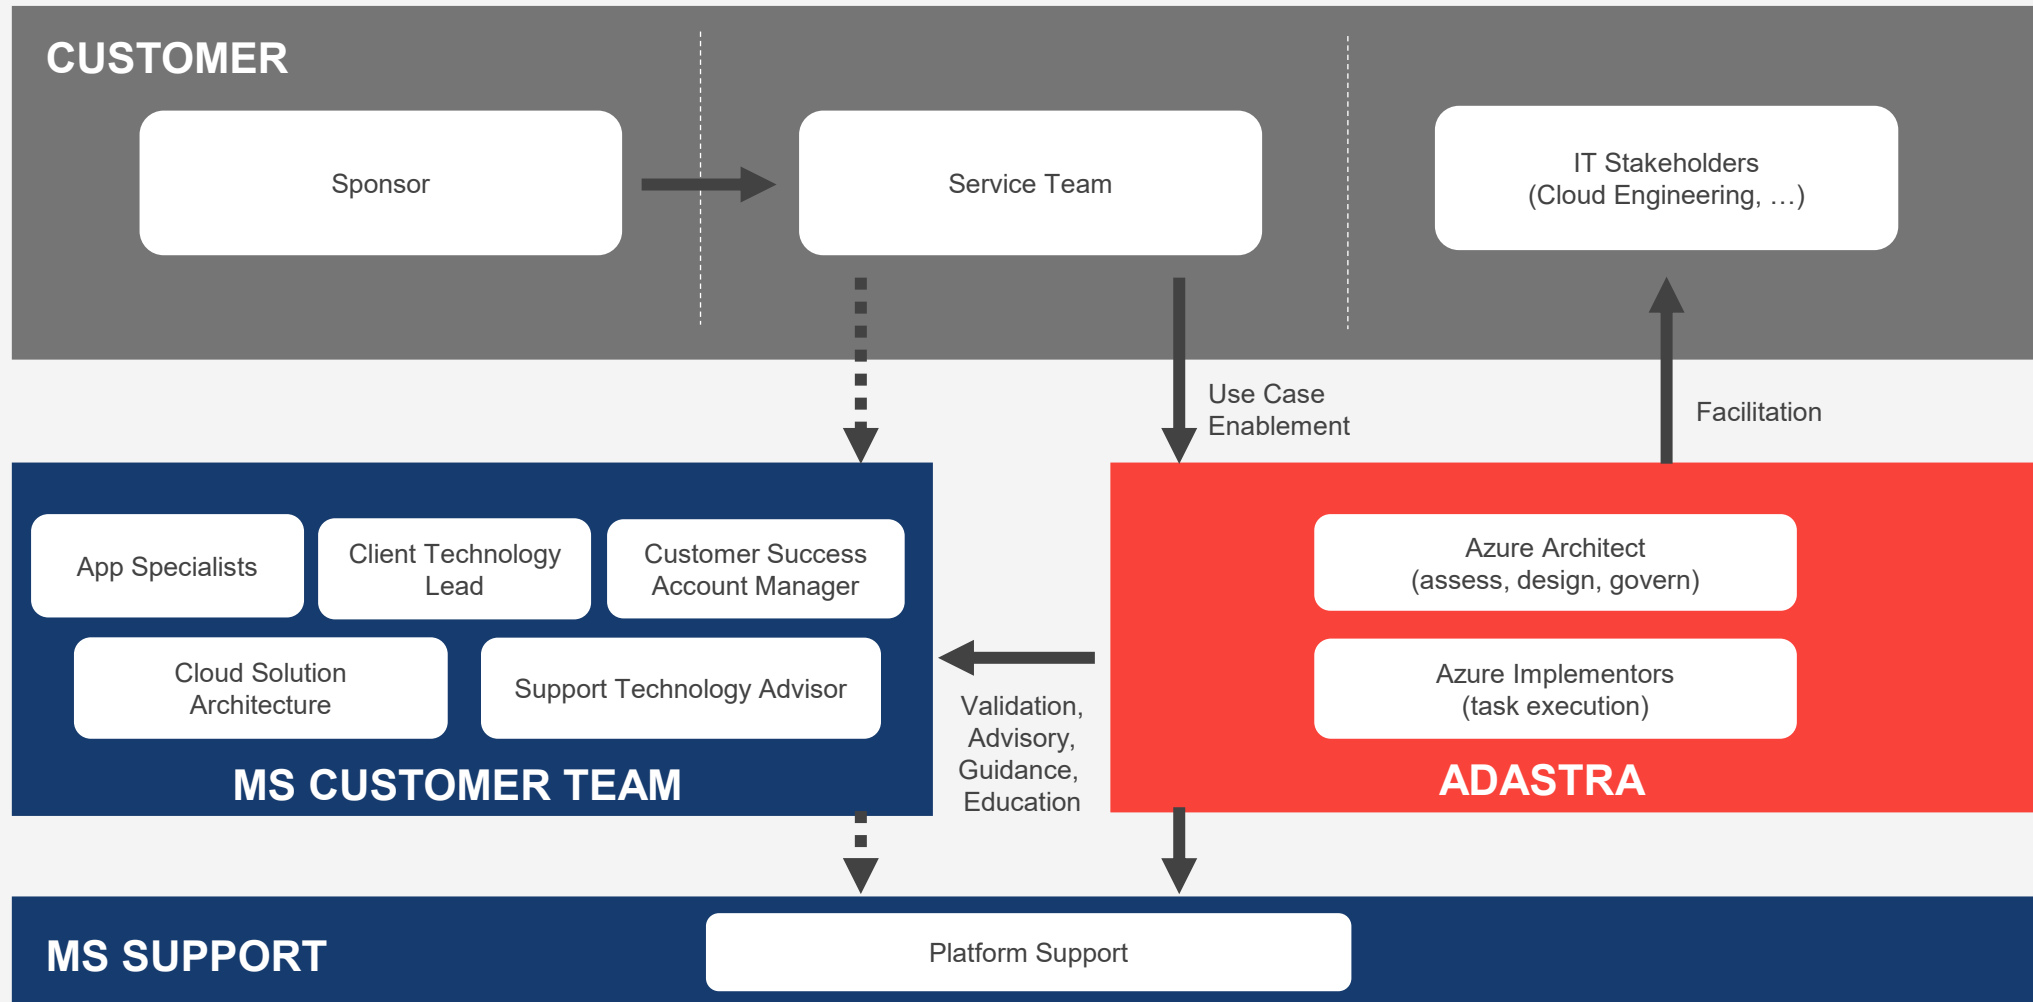 CUSTOMER
Sponsor
Service Team
IT Stakeholders
(Cloud Engineering, …)
Use Case
Enablement
Facilitation
App Specialists
Client Technology
Lead
Customer Success
Account Manager
Cloud Solution
Architecture
Support Technology Advisor
MS CUSTOMER TEAM
Validation,
Advisory,
Guidance,
Education
Azure Architect
(assess, design, govern)
Azure Implementors
(task execution)
ADASTRA
MS SUPPORT
Platform Support